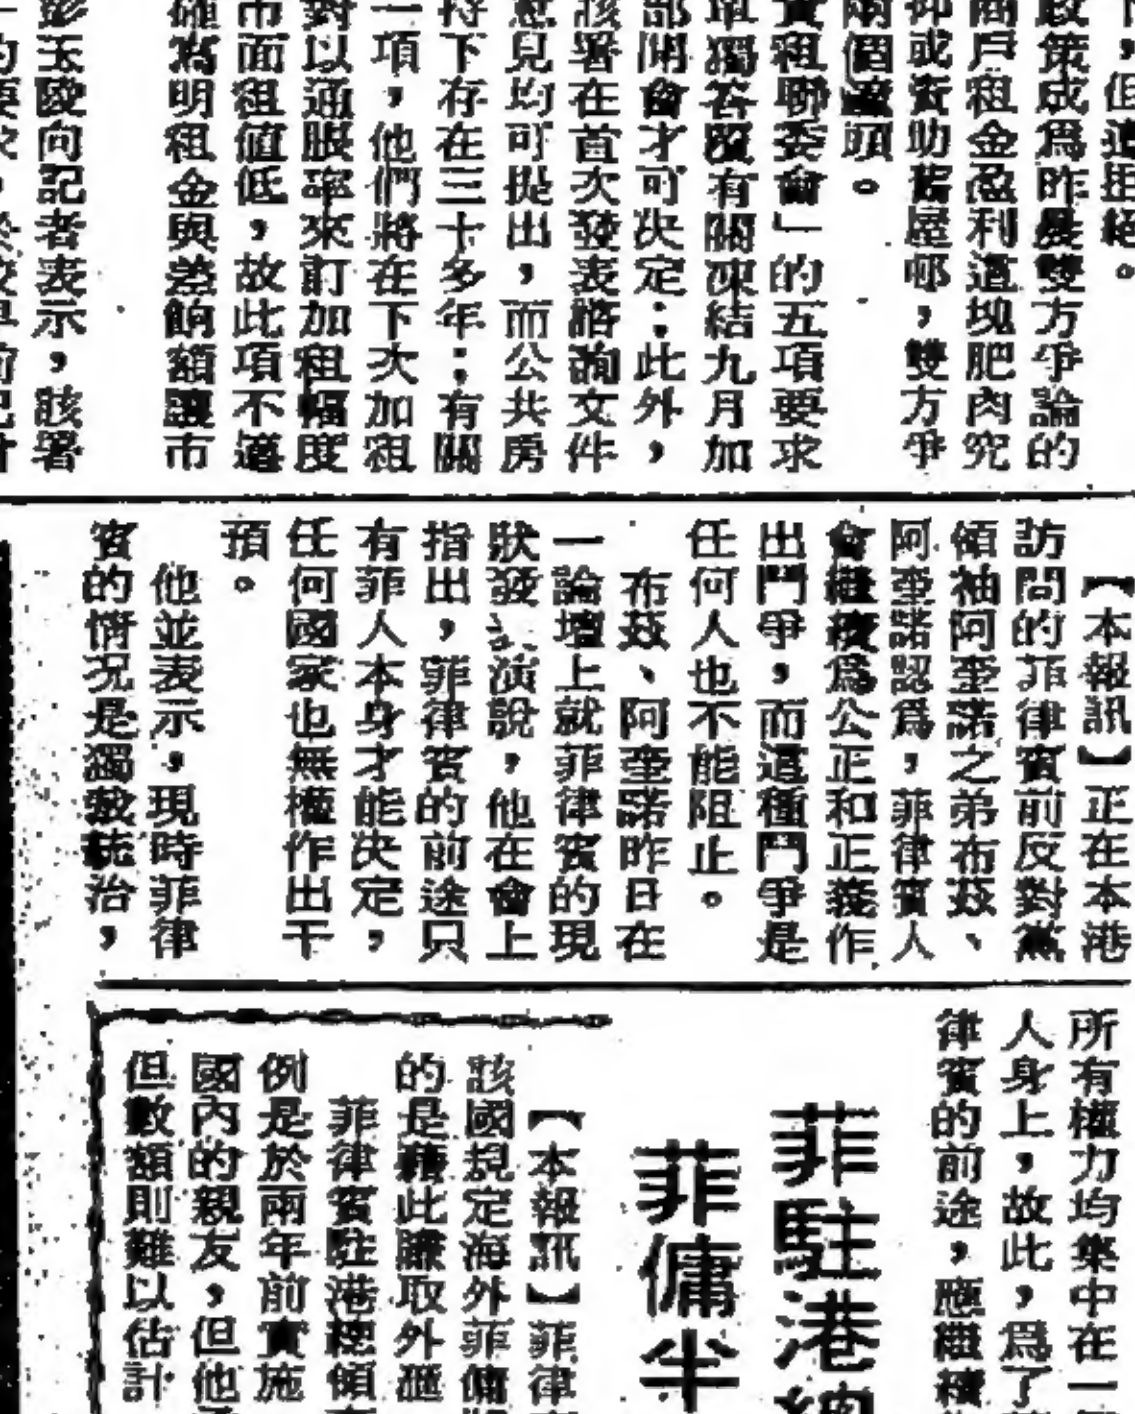 但遭拒絕。
政策成爲昨晨雙方爭論的
商戶租金盈利這塊肥肉究
抑或資助舊屋邨，雙方爭
兩個鐘頭。
租聯委會」的五項要求
單獨答覆有關凍結九月加
部開會才可決定；此外，
該署在首次發表諮詢文件
意見均可提出，而公共房
持下存在三十多年；有關
一項，他們將在下次加租
對以通脹率來訂加租幅度
市面租值低，故此項不適
確寫明租金與差餉額讓市
彭玉陵向記者表示，該署
【本報訊】正在本港
訪問的菲律賓前反對黨
領袖阿奎諾之弟布茲、
阿奎諾認爲，菲律賓人
會繼續爲公正和正義作
出鬥爭，而這種鬥爭是
任何人也不能阻止。
布茲、阿奎諾昨日在
一論壇上就菲律賓的現
狀發表演說，他在會上
指出，菲律賓的前途只
有菲人本身才能決定，
任何國家也無權作出干
預。
他並表示，現時菲律
賓的情況是獨裁統治，
所有權力均集中在一
人身上，故此，爲了
律賓的前途，應繼續
菲駐港總
菲傭半
【本報訊】菲律
該國規定海外菲傭
的是藉此賺取外匯
菲律賓駐港總領
例是於兩年前實施
國內的親友，但他
但數額則難以估計